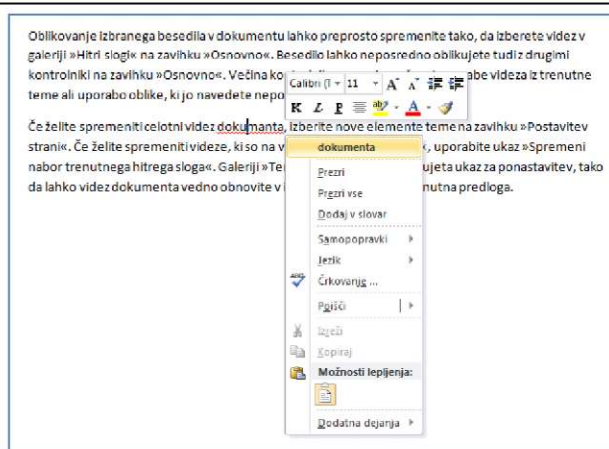 Oblikovanje izbranega besedila v dokumentu lahko preprosto spremenite tako, da izberete videz v
galeriji »Hitri slogi« na zavihku »Osnovno«. Besedilo lahko neposredno oblikujete tudi z drugimi
kontrolniki na zavihku »Osnovno«. Večina abe videza iz trenutne
teme ali uporabo oblike, ki jo navedete
Calibri (T 11
Če želite spremeniti celotni videz dokumanta, izberite nove elemente teme na zavihku »Postavitev
strani«. Če želite spremeniti videze, ki so na , uporabite ukaz »Spremeni
nabor trenutnega hitrega sloga«. Galeriji ujeta ukaz za ponastavitev, tako
da lahko videz dokumenta vedno obnovite v predloga.
dokumenta
Prezri
Prezri vse
Dodaj v slovar
Samopopravki
Jezik
Črkovanje ...
Poišči
Izreži
Kopiraj
Možnosti lepljenja:
Dodatna dejanja